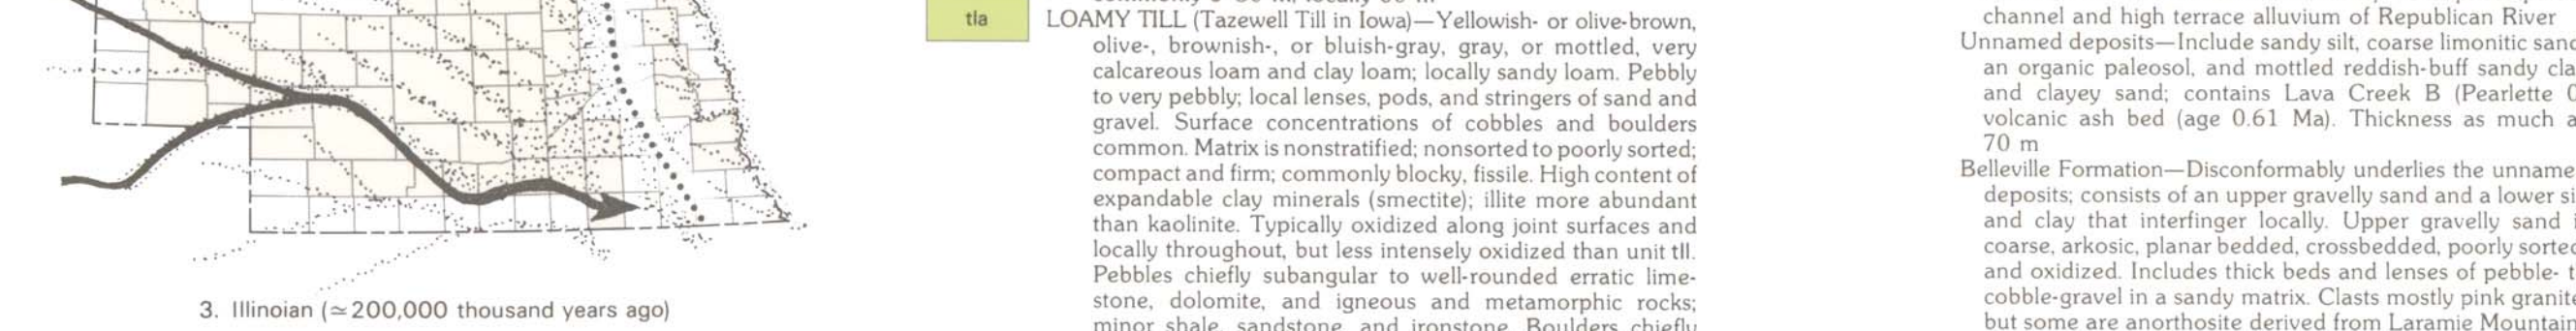 3. Illinoian (≃200,000 thousand years ago)
tla
LOAMY TILL (Tazewell Till in Iowa)—Yellowish- or olive-brown,
olive-, brownish-, or bluish-gray, gray, or mottled, very
calcareous loam and clay loam; locally sandy loam. Pebbly
to very pebbly; local lenses, pods, and stringers of sand and
gravel. Surface concentrations of cobbles and boulders
common. Matrix is nonstratified; nonsorted to poorly sorted;
compact and firm; commonly blocky, fissile. High content of
expandable clay minerals (smectite); illite more abundant
than kaolinite. Typically oxidized along joint surfaces and
locally throughout, but less intensely oxidized than unit tll.
Pebbles chiefly subangular to well-rounded erratic lime-
stone, dolomite, and igneous and metamorphic rocks;
minor shale, sandstone, and ironstone. Boulders chiefly
channel and high terrace alluvium of Republican River
Unnamed deposits—Include sandy silt, coarse limonitic sand
an organic paleosol, and mottled reddish-buff sandy cla
and clayey sand; contains Lava Creek B (Pearlette
volcanic ash bed (age 0.61 Ma). Thickness as much a
70 m
Belleville Formation—Disconformably underlies the unname
deposits; consists of an upper gravelly sand and a lower si
and clay that interfinger locally. Upper gravelly sand i
coarse, arkosic, planar bedded, crossbedded, poorly sorted
and oxidized. Includes thick beds and lenses of pebble- t
cobble-gravel in a sandy matrix. Clasts mostly pink granite
but some are anorthosite derived from Laramie Mountain